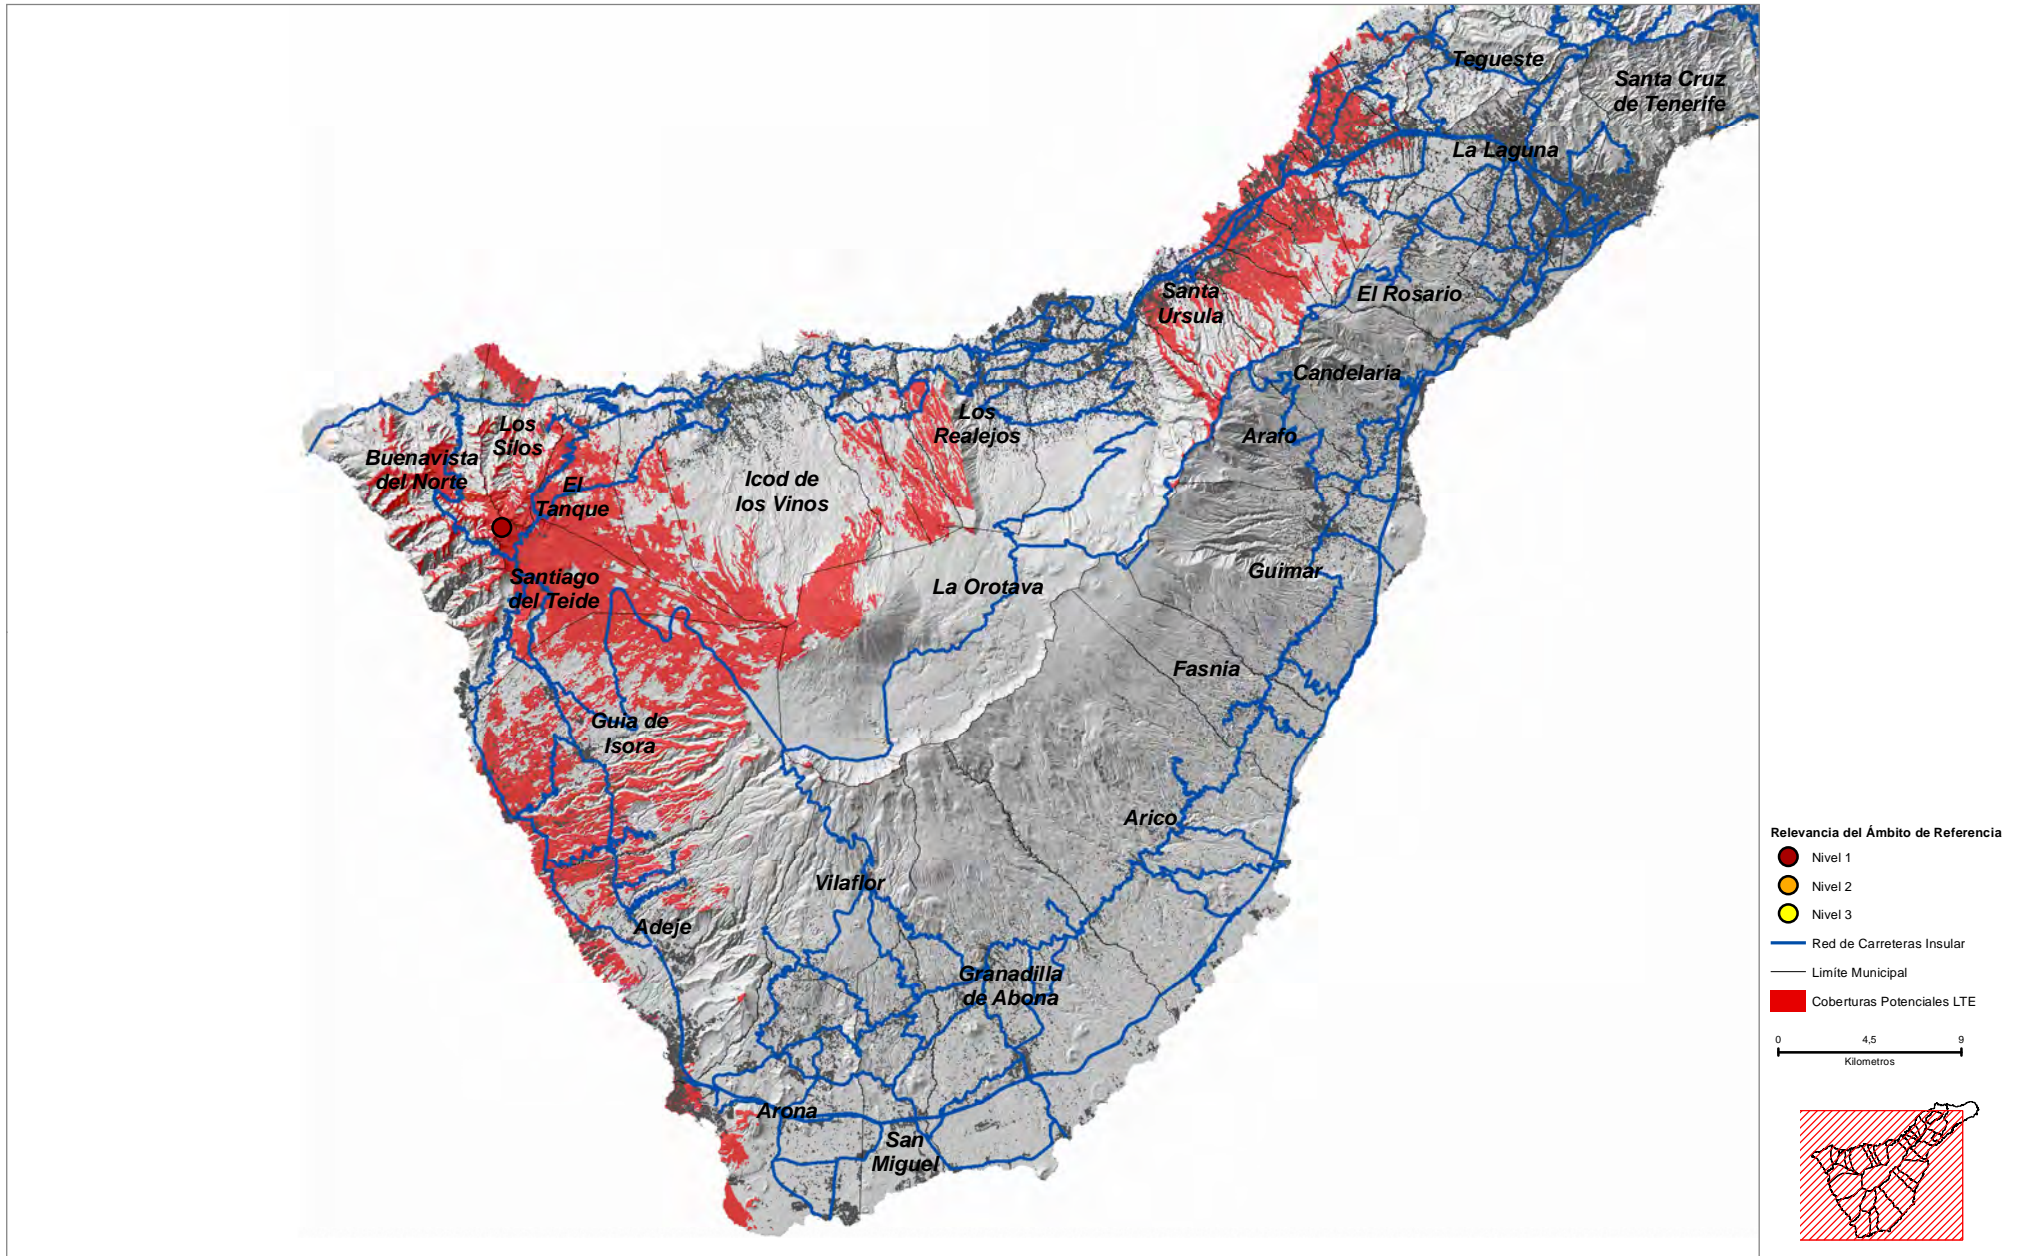 Tegueste
Santa Cruz
de Tenerife
La Laguna
Santa
Ursula
El Rosario
Candelaria
Los
Silos
Los
Realejos
Arafo
Buenavista
del Norte
El
Tanque
Icod de
los Vinos
Santiago
del Teide
La Orotava
Guimar
Fasnia
Guia de
Isora
Arico
Vilaflor
Adeje
Granadilla
de Abona
Arona
San
Miguel
Relevancia del Ámbito de Referencia
Nivel 1
Nivel 2
Nivel 3
Red de Carreteras Insular
Limíte Municipal
Coberturas Potenciales LTE
0 4,5 9
Kilometros